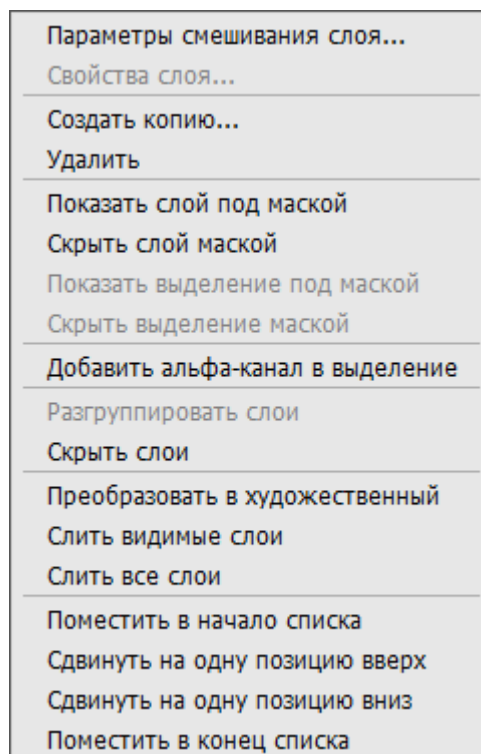 Параметры смешивания слоя...
Свойства слоя...
Создать копию...
Удалить
Показать слой под маской
Скрыть слой маской
Показать выделение под маской
Скрыть выделение маской
Добавить альфа-канал в выделение
Разгруппировать слои
Скрыть слои
Преобразовать в художественный
Слить видимые слои
Слить все слои
Поместить в начало списка
Сдвинуть на одну позицию вверх
Сдвинуть на одну позицию вниз
Поместить в конец списка